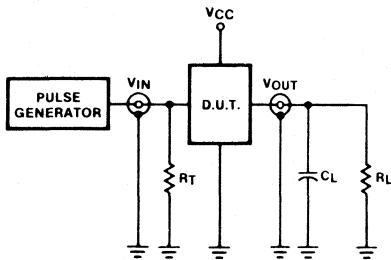 VCC
PULSE
GENERATOR
VIN
D.U.T.
VOUT
RT
CL
RL